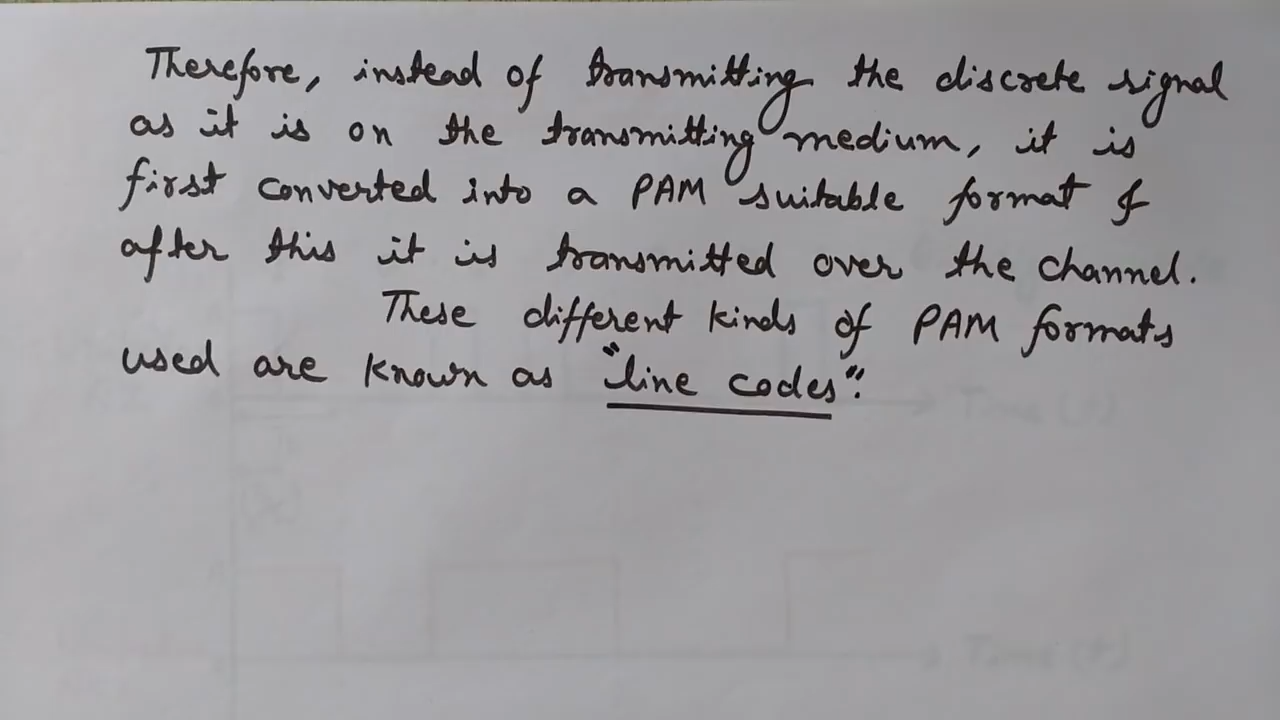 Therefore, instead of transmitting the discrete signal
as it is on the transmitting medium, it is
first converted into a PAM suitable format &
after this it is transmitted over the channel.
These different kinds of PAM formats
used are known as "line codes".
Time (t)
Time (t)